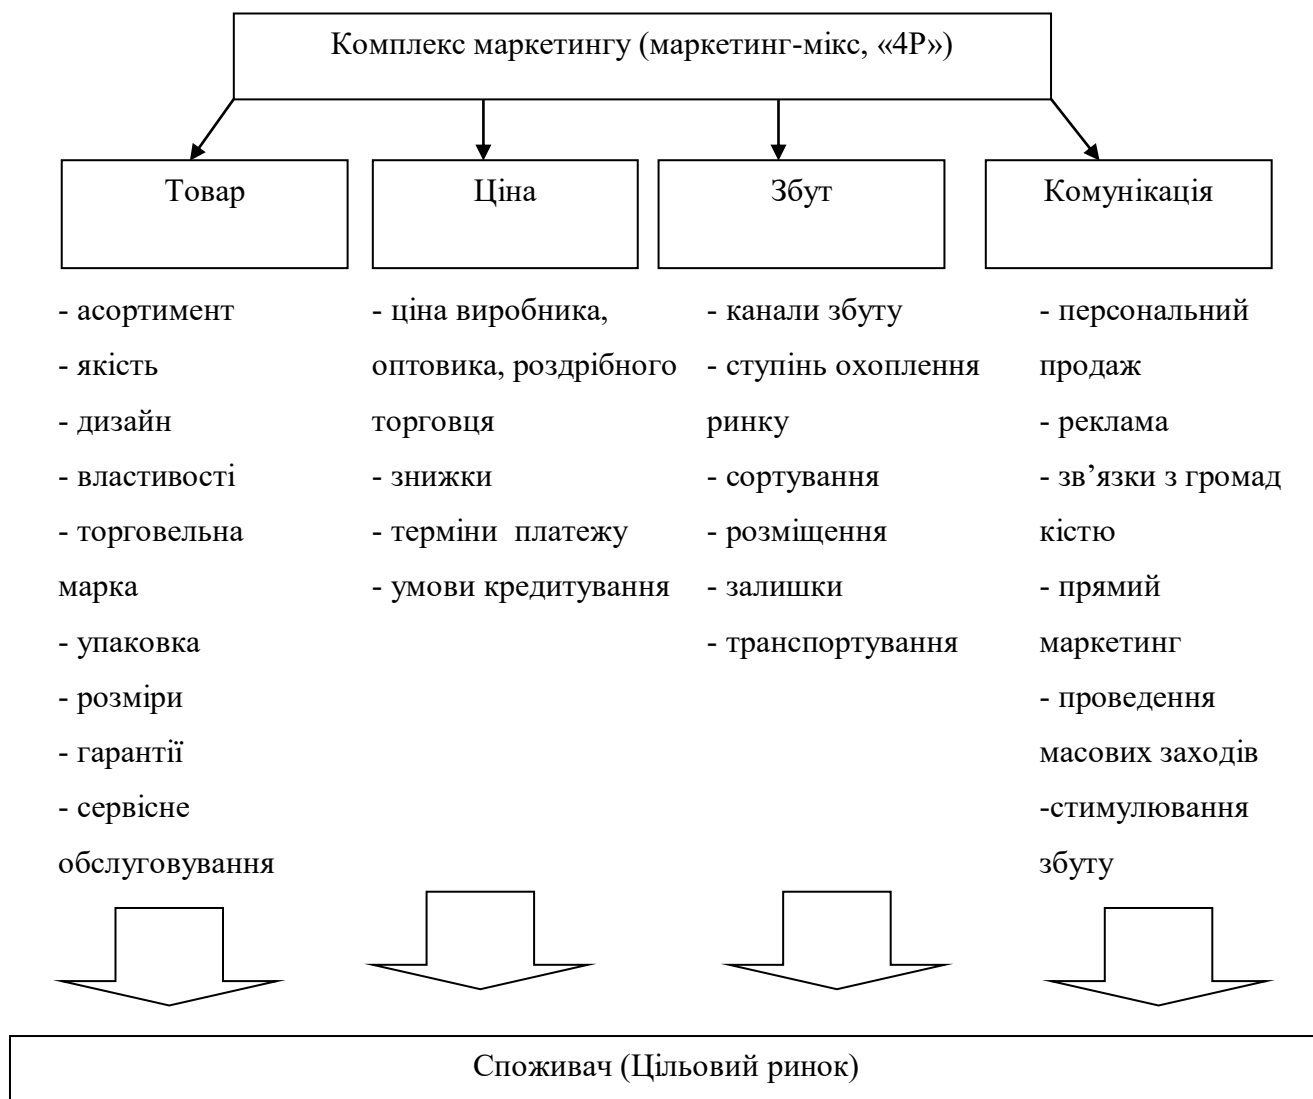 Комплекс маркетингу (маркетинг-мікс, «4Р»)
Товар
Ціна
Збут
Комунікація
- асортимент
- якість
- дизайн
- властивості
- торговельна
марка
- упаковка
- розміри
- гарантії
- сервісне
обслуговування
- ціна виробника,
оптовика, роздрібного
торговця
- знижки
- терміни  платежу
- умови кредитування
- канали збуту
- ступінь охоплення
ринку
- сортування
- розміщення
- залишки
- транспортування
- персональний
продаж
- реклама
- зв’язки з громад
кістю
- прямий
маркетинг
- проведення
масових заходів
-стимулювання
збуту
Споживач (Цільовий ринок)